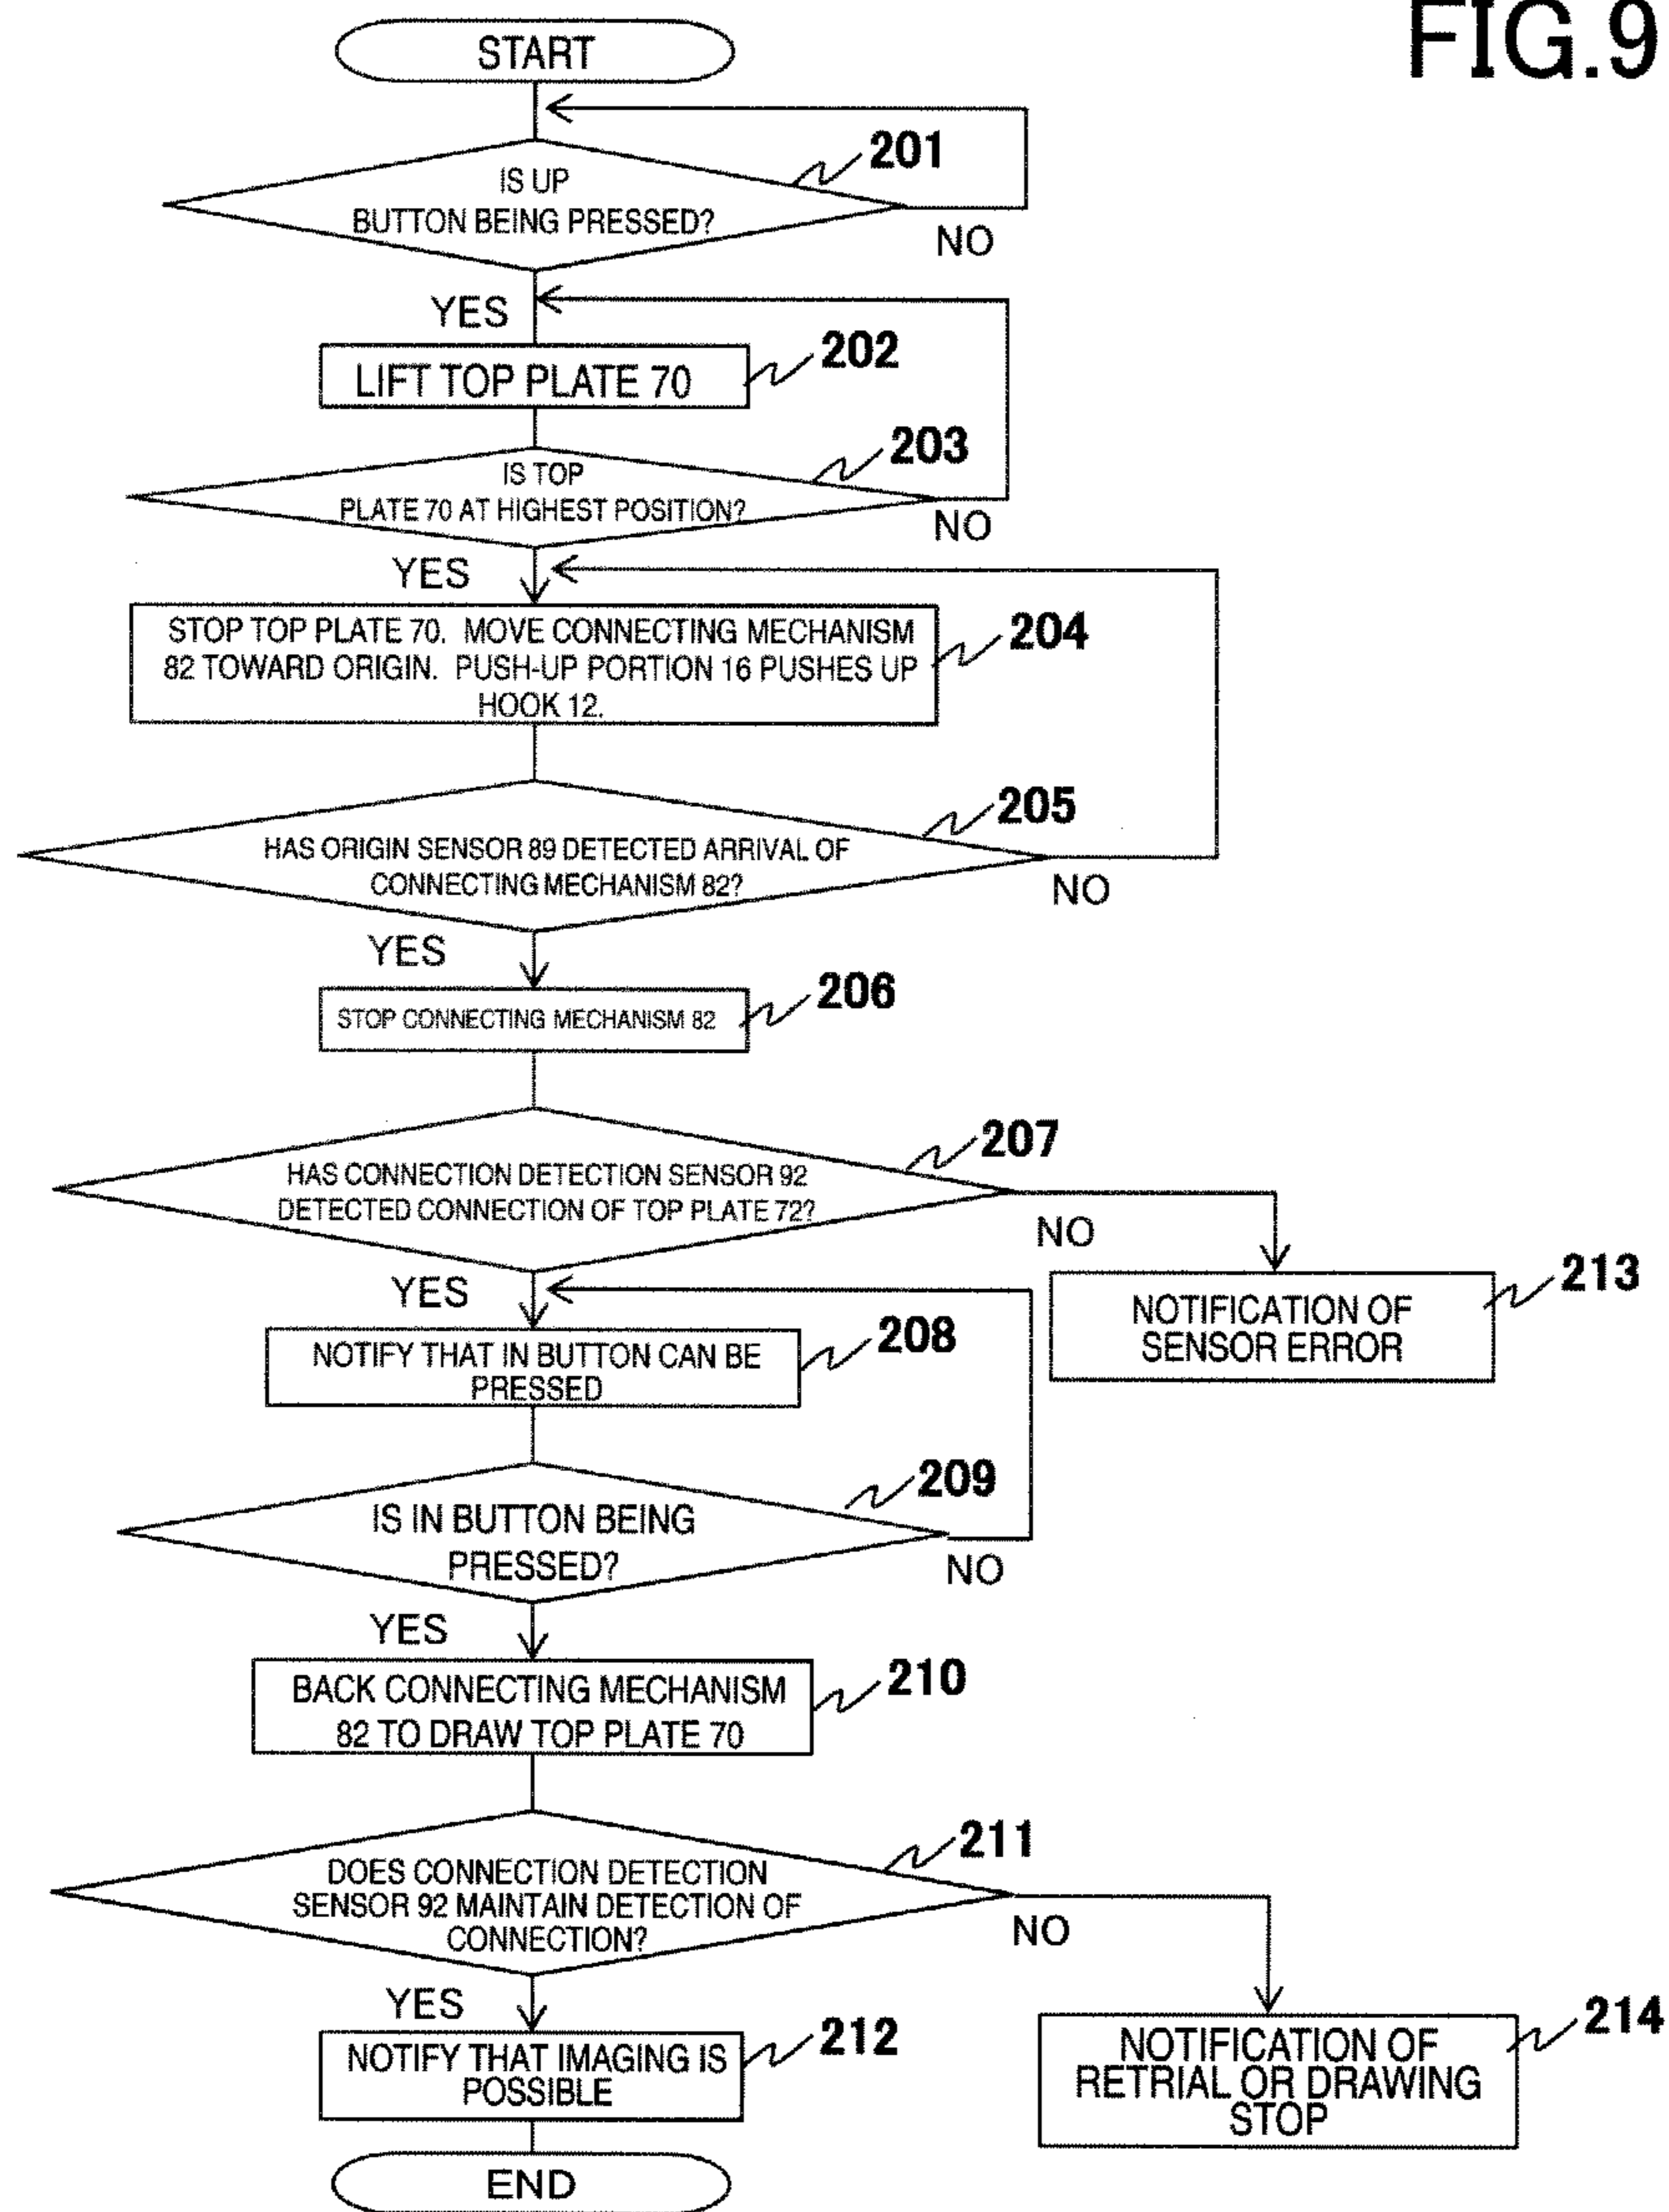 FIG.9
START
201
IS UP
BUTTON BEING PRESSED?
NO
YES
202
LIFT TOP PLATE 70
203
IS TOP
PLATE 70 AT HIGHEST POSITION?
NO
YES
204
STOP TOP PLATE 70. MOVE CONNECTING MECHANISM
82 TOWARD ORIGIN. PUSH-UP PORTION 16 PUSHES UP
HOOK 12.
205
HAS ORIGIN SENSOR 89 DETECTED ARRIVAL OF
CONNECTING MECHANISM 82?
NO
YES
206
STOP CONNECTING MECHANISM 82
207
HAS CONNECTION DETECTION SENSOR 92
DETECTED CONNECTION OF TOP PLATE 72?
NO
YES
213
NOTIFICATION OF
SENSOR ERROR
208
NOTIFY THAT IN BUTTON CAN BE
PRESSED
209
IS IN BUTTON BEING
PRESSED?
NO
YES
210
BACK CONNECTING MECHANISM
82 TO DRAW TOP PLATE 70
211
DOES CONNECTION DETECTION
SENSOR 92 MAINTAIN DETECTION OF
CONNECTION?
NO
YES
212
NOTIFY THAT IMAGING IS
POSSIBLE
214
NOTIFICATION OF
RETRIAL OR DRAWING
STOP
END